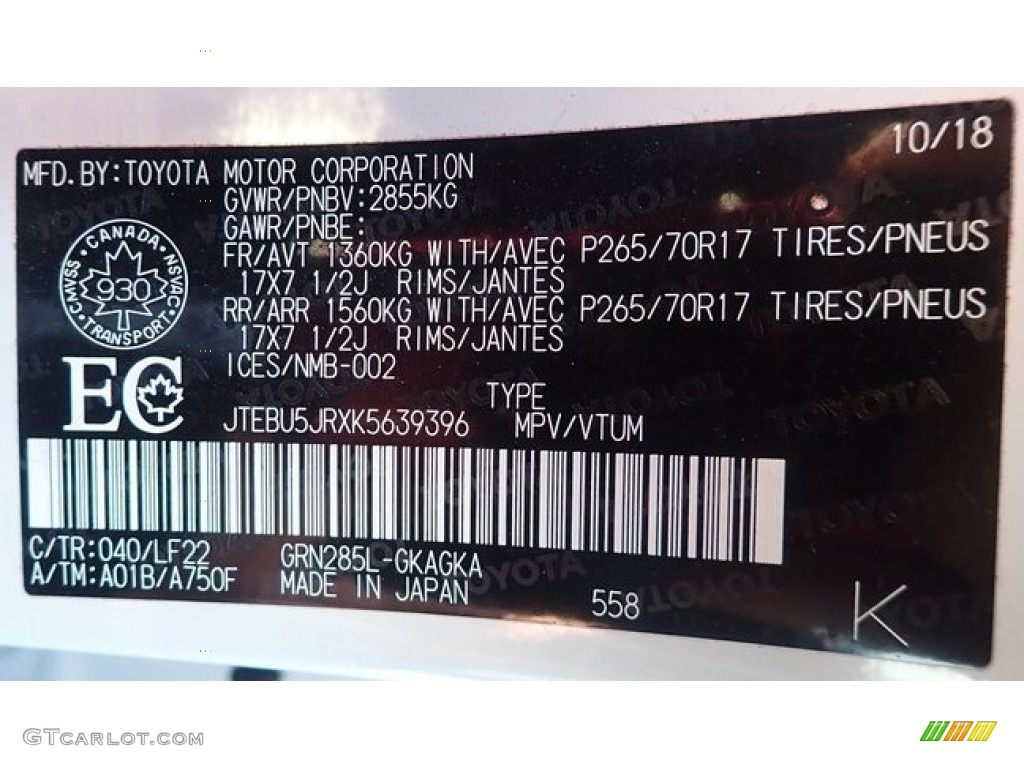 10/18
MFD.BY:TOYOTA MOTOR CORPORATION
GVWR/PNBV:2855KG
GAWR/PNBE:
FR/AVT 1360KG WITH/AVEC P265/70R17 TIRES/PNEUS
17X7 1/2J RIMS/JANTES
RR/ARR 1560KG WITH/AVEC P265/70R17 TIRES/PNEUS
17X7 1/2J RIMS/JANTES
ICES/NMB-002
CANADA
CMVSS NSVAC
930
TRANSPORT
EC
TYPE
JTEBU5JRXK5639396 MPV/VTUM
C/TR:040/LF22 GRN285L-GKAGKA
A/TM:A01B/A750F MADE IN JAPAN
558
K
TOYOTA
GTCARLOT.COM